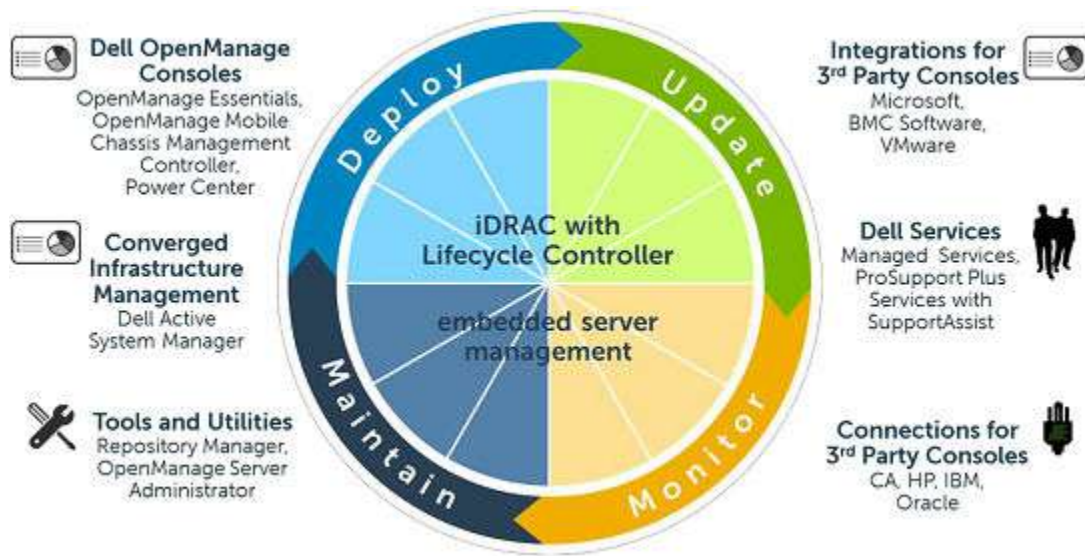 Dell OpenManage
Consoles
OpenManage Essentials,
OpenManage Mobile
Chassis Management
Controller,
Power Center
Converged
Infrastructure
Management
Dell Active
System Manager
Tools and Utilities
Repository Manager,
OpenManage Server
Administrator
Deploy
Update
Monitor
Maintain
iDRAC with
Lifecycle Controller
embedded server
management
Integrations for
3rd Party Consoles
Microsoft,
BMC Software,
VMware
Dell Services
Managed Services,
ProSupport Plus
Services with
SupportAssist
Connections for
3rd Party Consoles
CA, HP, IBM,
Oracle